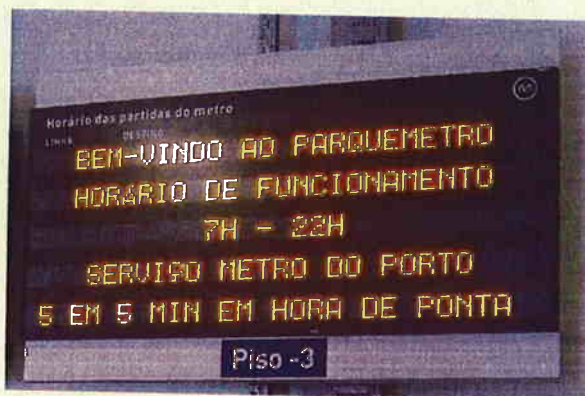 Horário das partidas do metro
LINHA DESTINO
BEM-VINDO AO PARQUEMETRO
HORÁRIO DE FUNCIONAMENTO
7H - 22H
SERVIÇO METRO DO PORTO
5 EM 5 MIN EM HORA DE PONTA
Piso -3